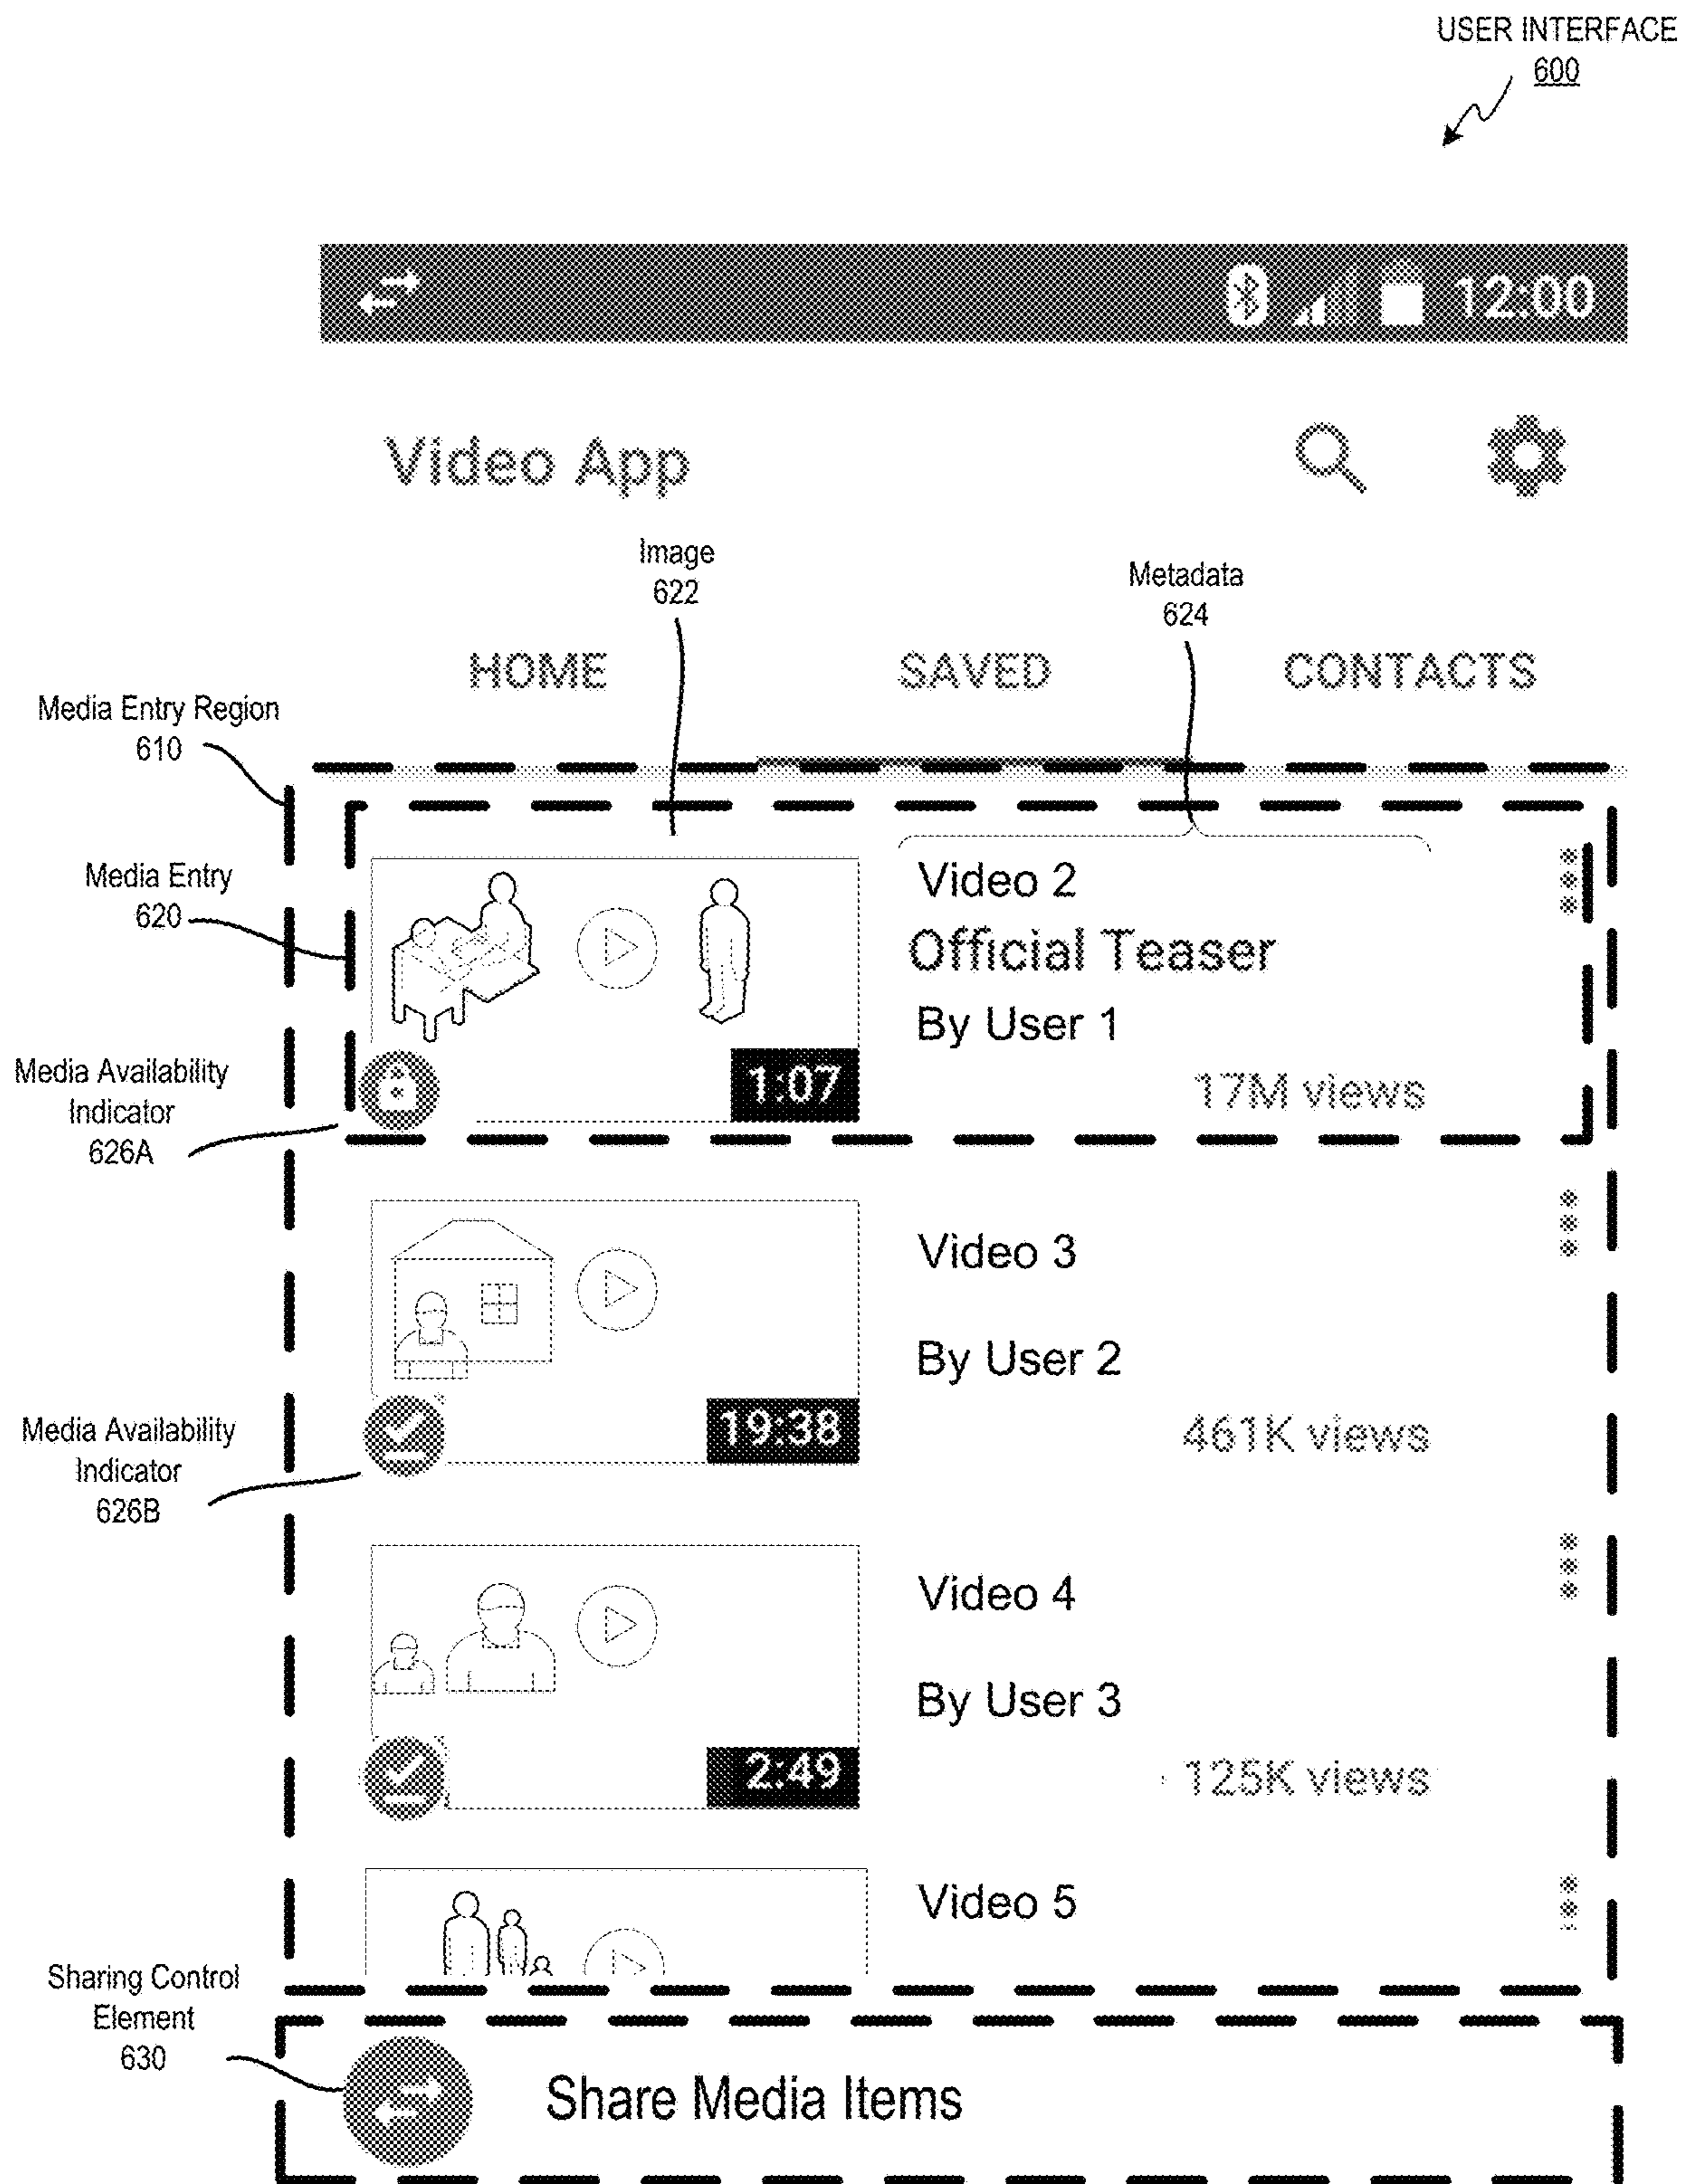 USER INTERFACE
600
12:00
Video App
Image
622
Metadata
624
HOME
SAVED
CONTACTS
Media Entry Region
610
Media Entry
620
Video 2
Official Teaser
By User 1
17M views
1:07
Media Availability
Indicator
626A
Video 3
By User 2
461K views
19:38
Media Availability
Indicator
626B
Video 4
By User 3
125K views
2:49
Video 5
Sharing Control
Element
630
Share Media Items